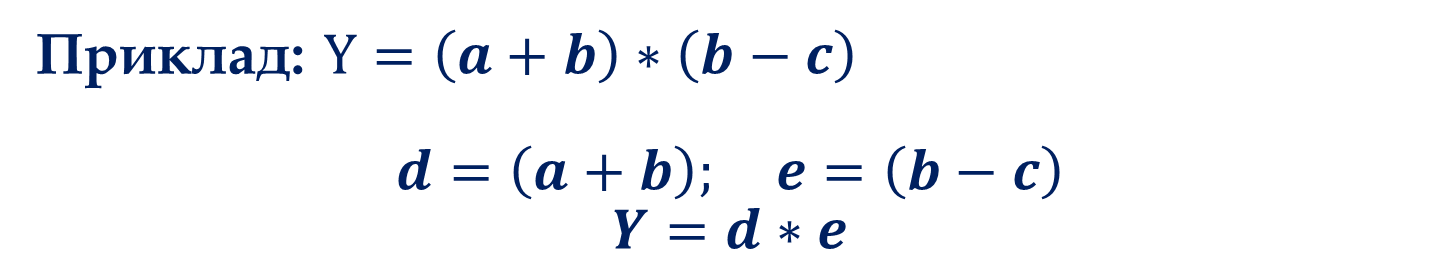 Приклад: Y = (a + b) ∗ (b − c)
d = (a + b); e = (b − c)
Y = d ∗ e